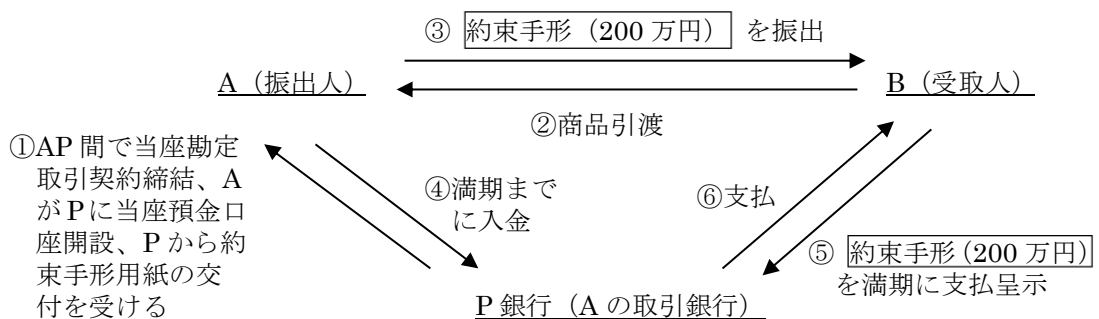 ③ 約束手形（200 万円） を振出
A（振出人）
B（受取人）
②商品引渡
①AP 間で当座勘定
取引契約締結、A
がPに当座預金口
座開設、P から約
束手形用紙の交
付を受ける
④満期まで
に入金
⑥支払
⑤ 約束手形（200 万円）
を満期に支払呈示
P 銀行（A の取引銀行）